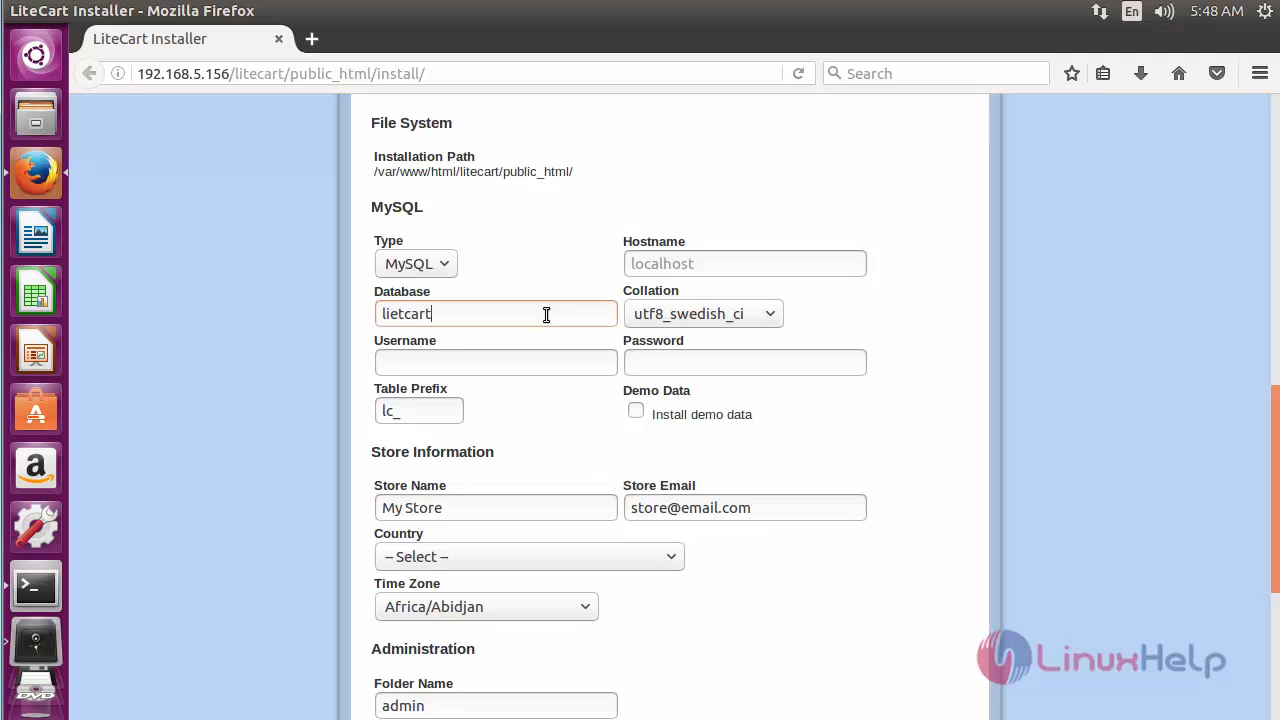 LiteCart Installer - Mozilla Firefox
En
5:48 AM
LiteCart Installer
192.168.5.156/litecart/public_html/install/
Search
File System
Installation Path
/var/www/html/litecart/public_html/
MySQL
Type
Hostname
MySQL
localhost
Database
Collation
lietcart
utf8_swedish_ci
Username
Password
Table Prefix
Demo Data
lc_
Install demo data
Store Information
Store Name
Store Email
My Store
store@email.com
Country
-- Select --
Time Zone
Africa/Abidjan
Administration
LinuxHelp
Folder Name
admin
DVD